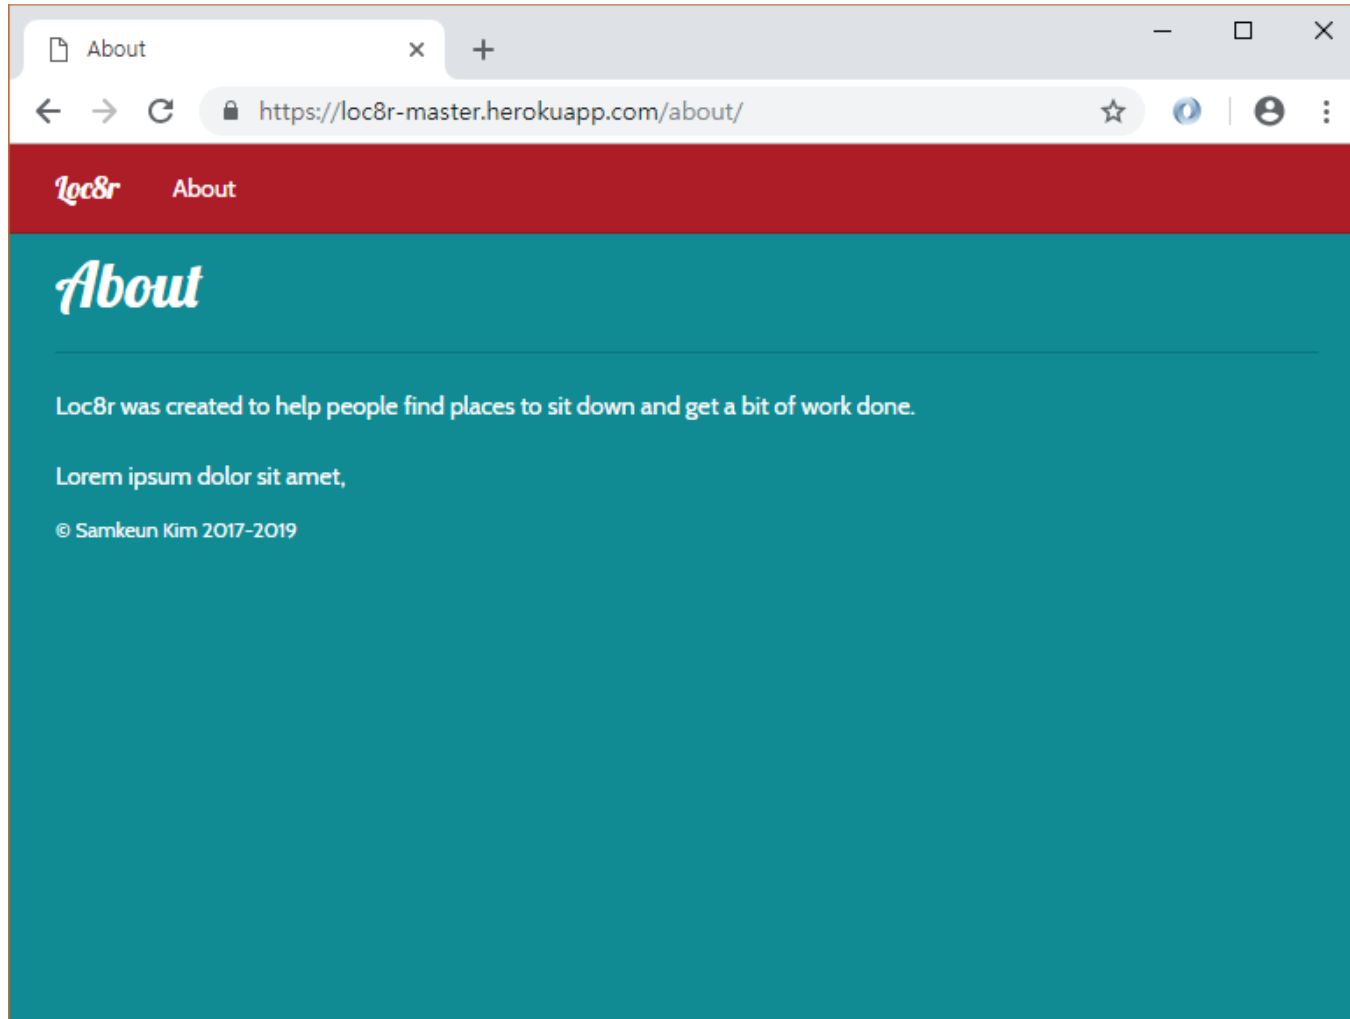 About
https://loc8r-master.herokuapp.com/about/
Loc8r About
About
Loc8r was created to help people find places to sit down and get a bit of work done.
Lorem ipsum dolor sit amet,
© Samkeun Kim 2017-2019